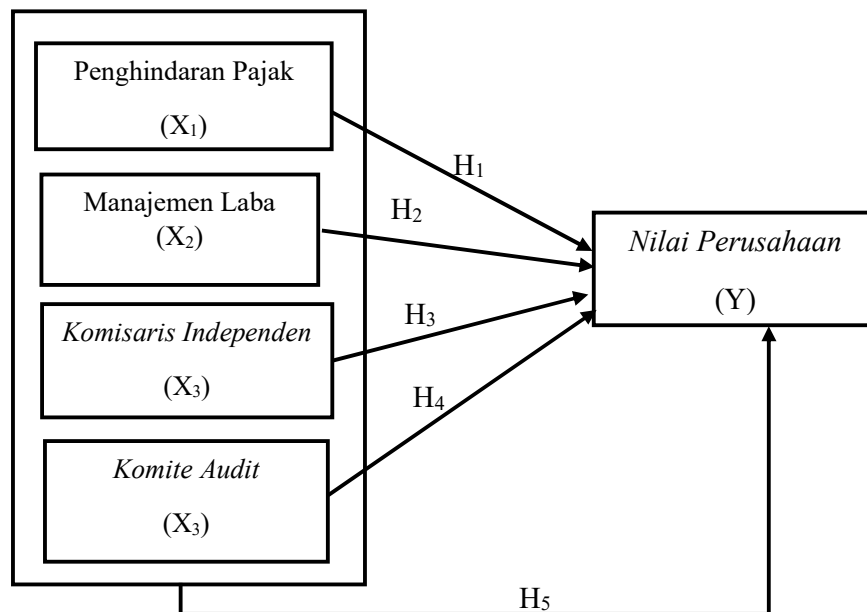 Penghindaran Pajak
(X₁)
H₁
Manajemen Laba
(X₂)
H₂
Nilai Perusahaan
(Y)
Komisaris Independen
(X₃)
H₃
H₄
Komite Audit
(X₃)
H₅